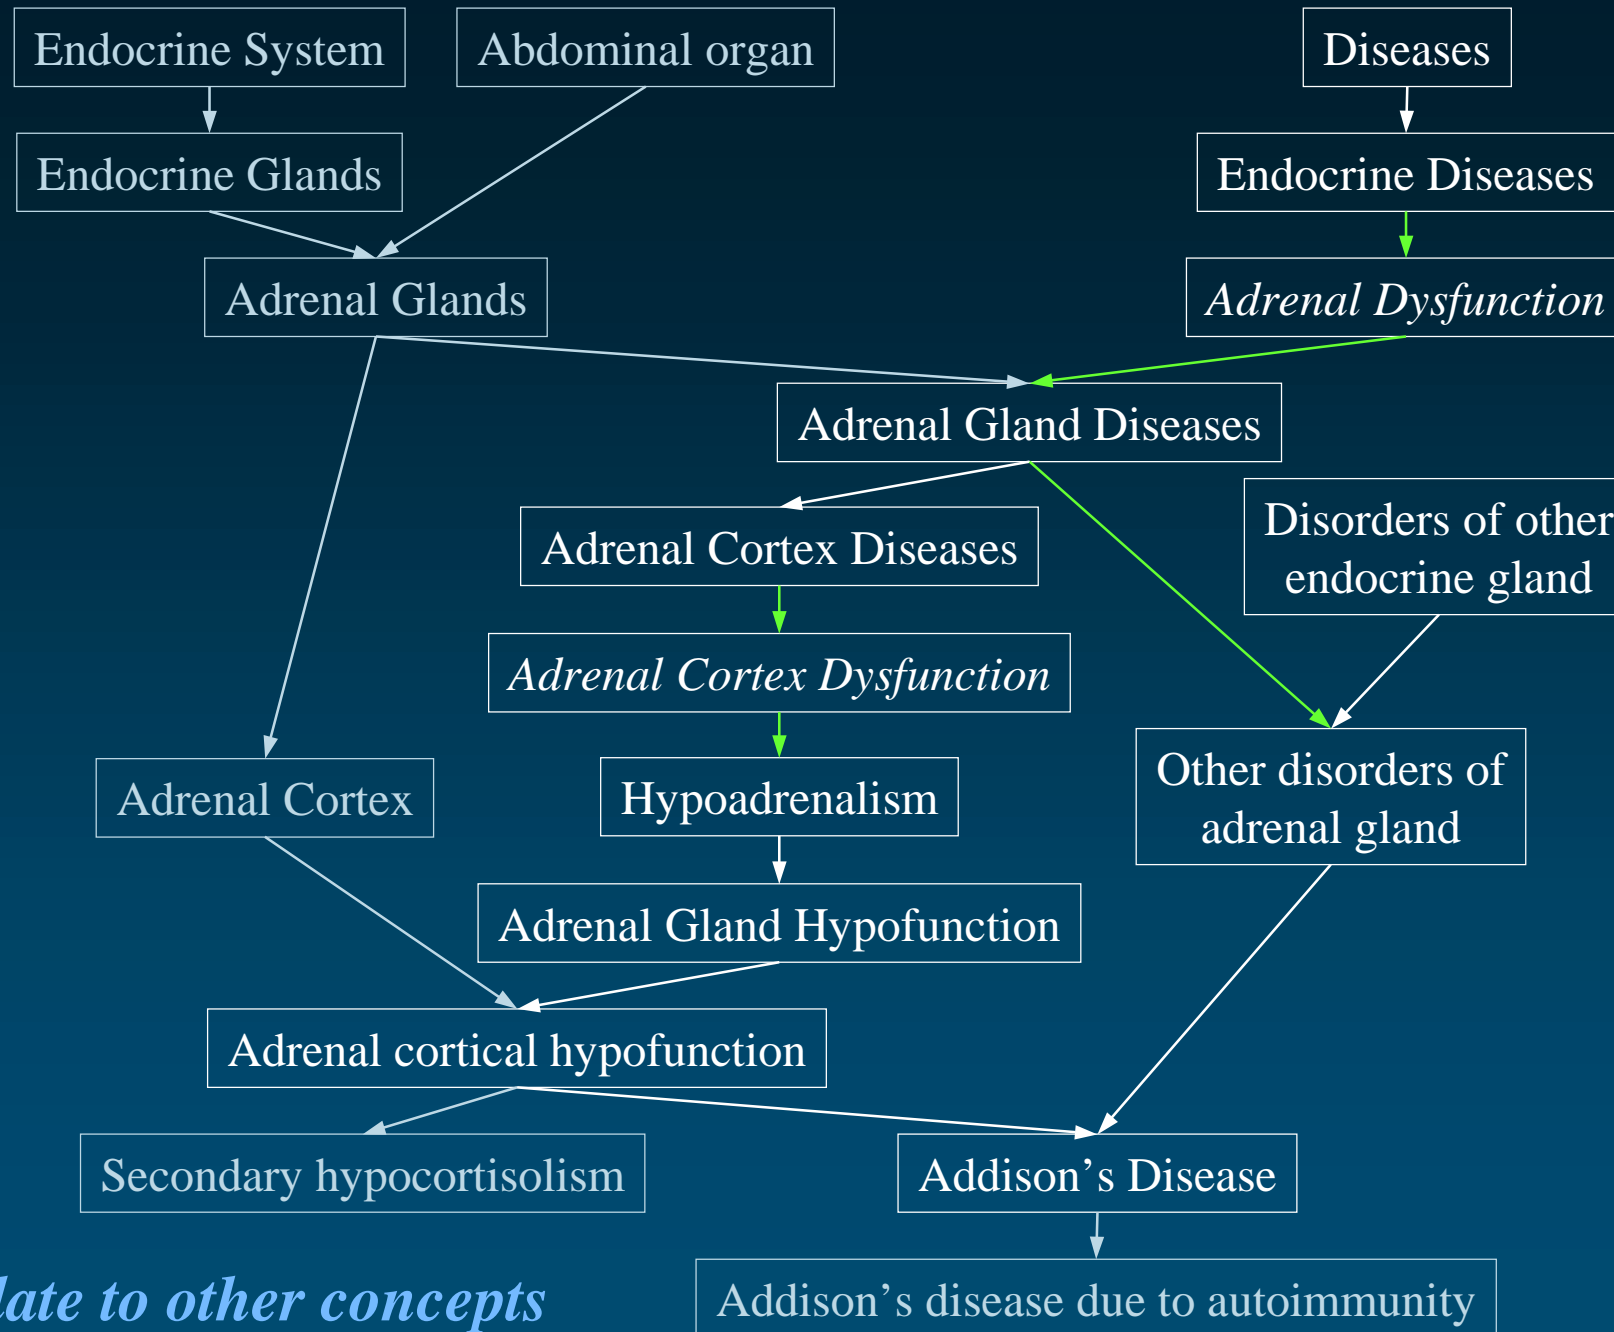 Endocrine System
Abdominal organ
Diseases
Endocrine Glands
Endocrine Diseases
Adrenal Glands
Adrenal Dysfunction
Adrenal Gland Diseases
Adrenal Cortex Diseases
Disorders of other
endocrine gland
Adrenal Cortex Dysfunction
Adrenal Cortex
Hypoadrenalism
Other disorders of
adrenal gland
Adrenal Gland Hypofunction
Adrenal cortical hypofunction
Secondary hypocortisolism
Addison’s Disease
to other concepts
Addison’s disease due to autoimmunity